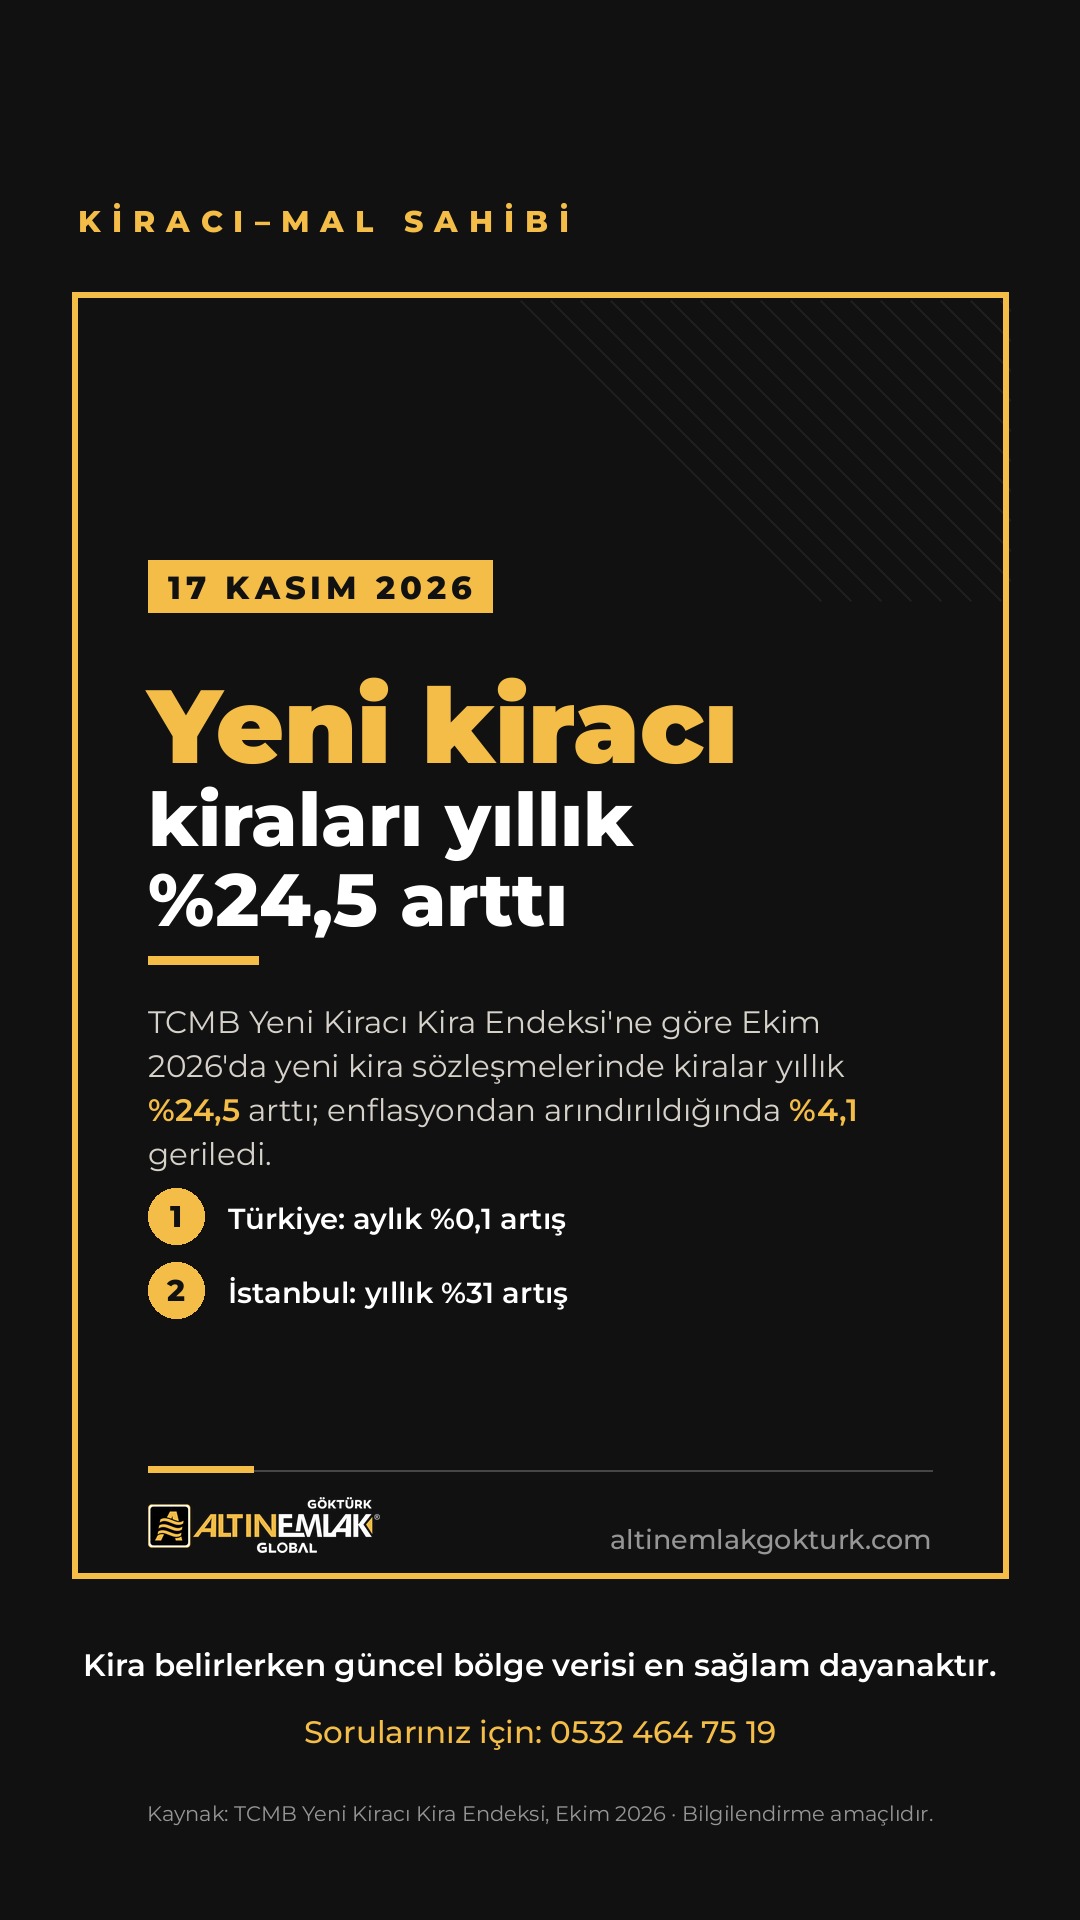 KİRACI–MAL SAHİBİ
17 KASIM 2026
Yeni kiracı
kiraları yıllık
%24,5 arttı
TCMB Yeni Kiracı Kira Endeksi'ne göre Ekim
2026'da yeni kira sözleşmelerinde kiralar yıllık
%24,5 arttı; enflasyondan arındırıldığında %4,1
geriledi.
1 Türkiye: aylık %0,1 artış
2 İstanbul: yıllık %31 artış
GÖKTÜRK
ALTINEMLAK®
GLOBAL
altinemlakgokturk.com
Kira belirlerken güncel bölge verisi en sağlam dayanaktır.
Sorularınız için: 0532 464 75 19
Kaynak: TCMB Yeni Kiracı Kira Endeksi, Ekim 2026 · Bilgilendirme amaçlıdır.